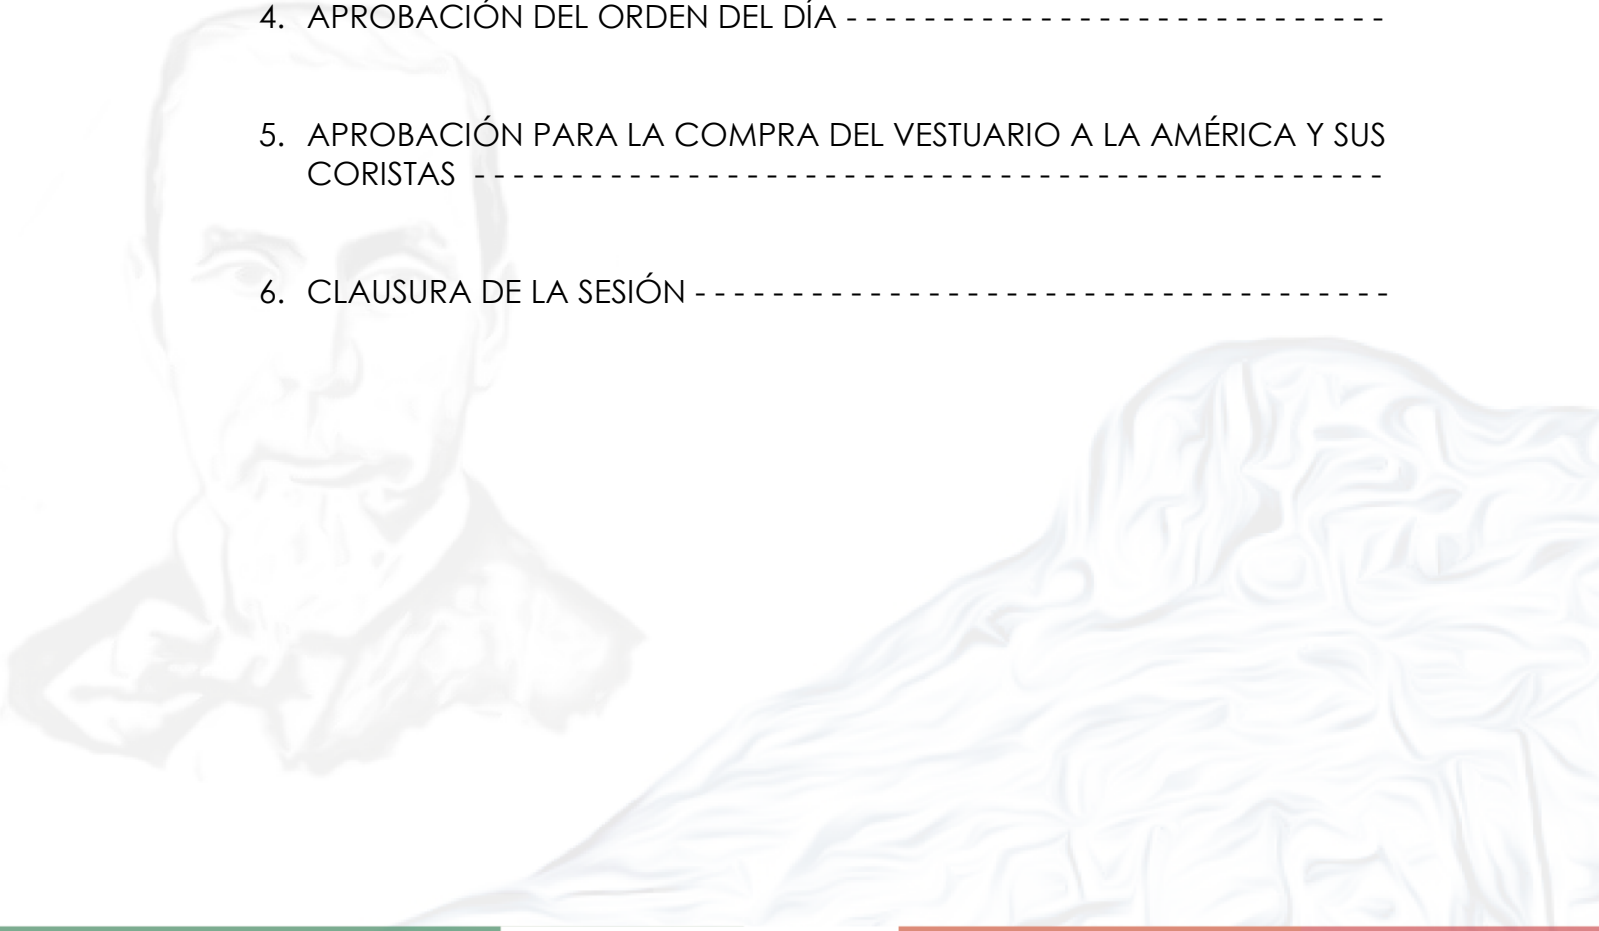 4. APROBACIÓN DEL ORDEN DEL DÍA - - - - - - - - - - - - - - - - - - - - - - - - - - - -
5. APROBACIÓN PARA LA COMPRA DEL VESTUARIO A LA AMÉRICA Y SUS
CORISTAS - - - - - - - - - - - - - - - - - - - - - - - - - - - - - - - - - - - - - - - - - - - - - - -
6. CLAUSURA DE LA SESIÓN - - - - - - - - - - - - - - - - - - - - - - - - - - - - - - - - - - - -